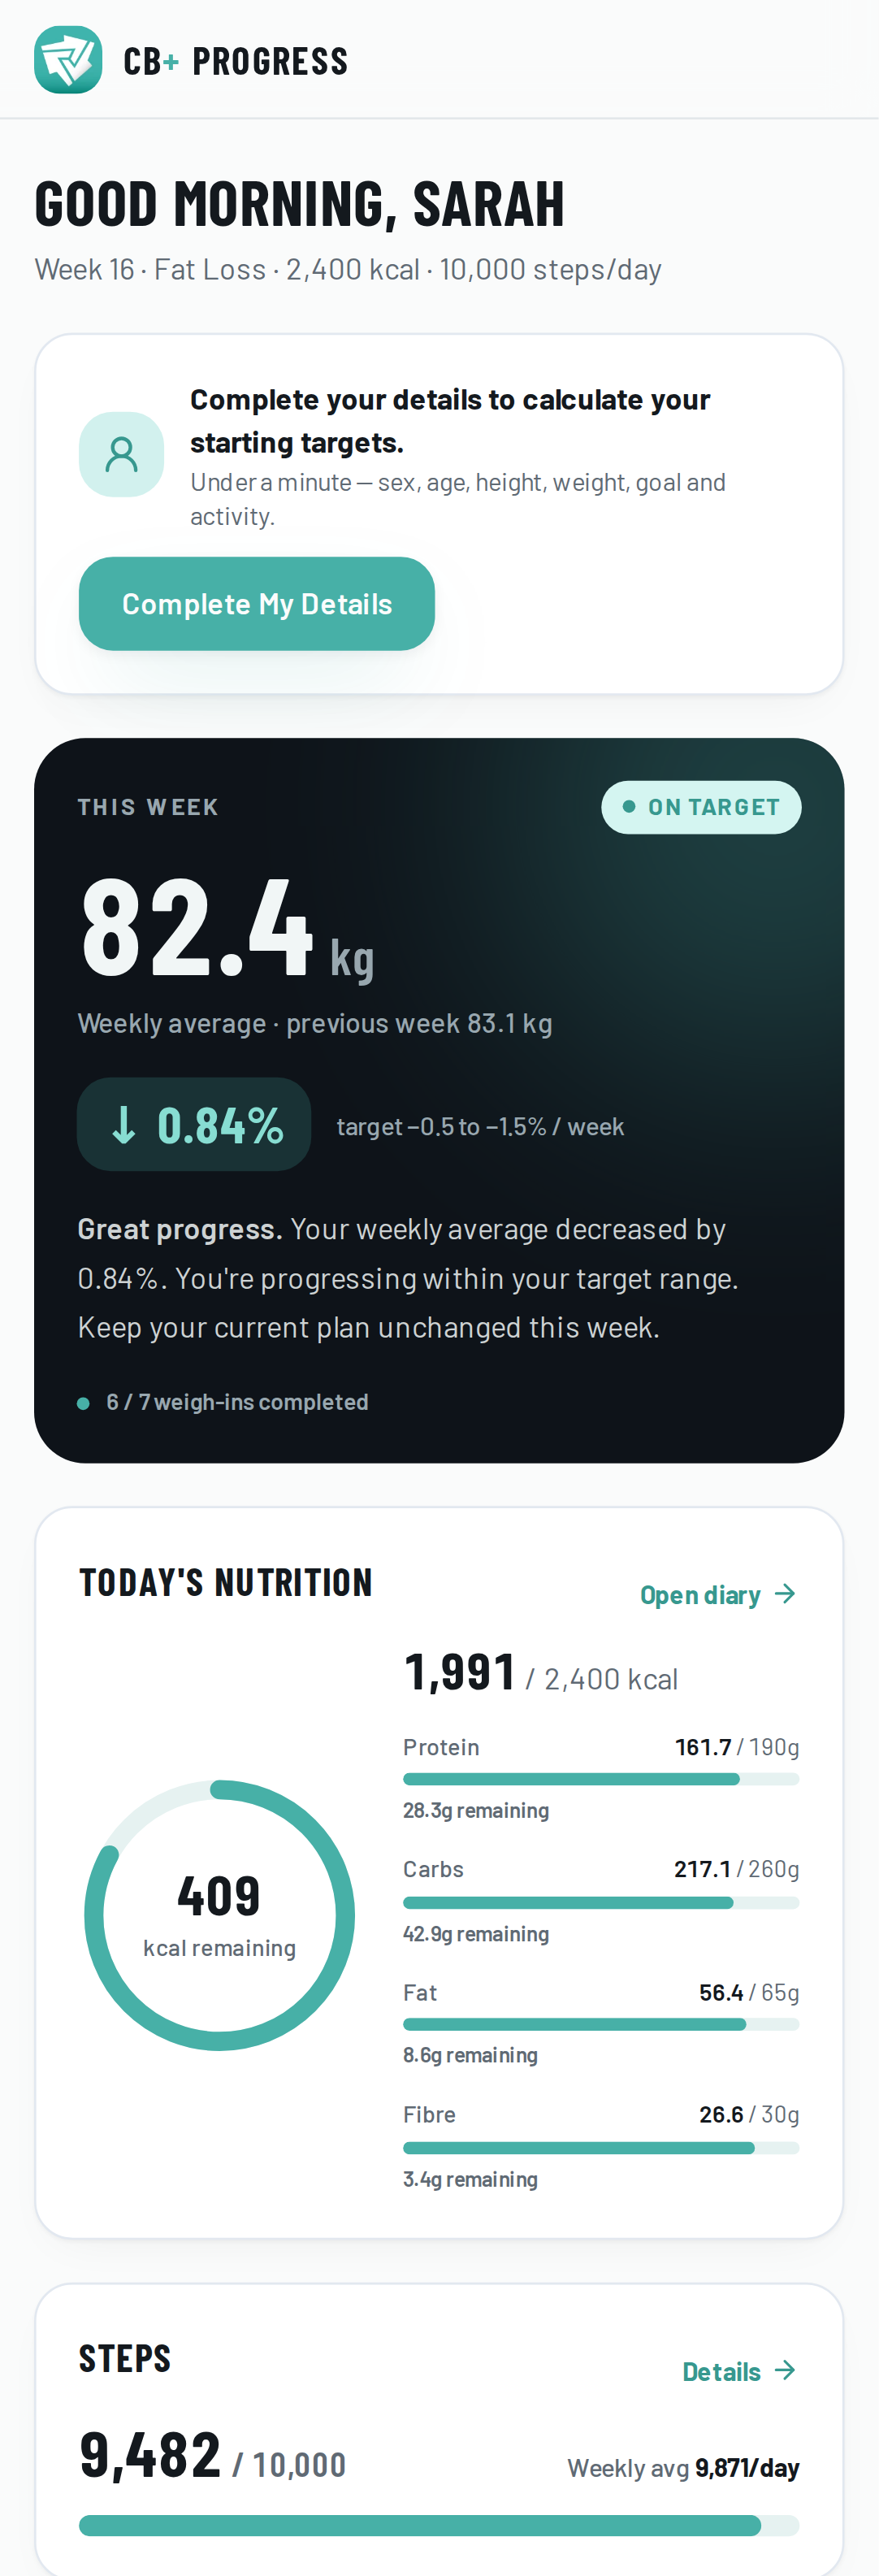 CB+ PROGRESS
GOOD MORNING, SARAH
Week 16 · Fat Loss · 2,400 kcal · 10,000 steps/day
Complete your details to calculate your
starting targets.
Under a minute — sex, age, height, weight, goal and
activity.
Complete My Details
THIS WEEK
ON TARGET
82.4 kg
Weekly average · previous week 83.1 kg
↓ 0.84%
target −0.5 to −1.5% / week
Great progress. Your weekly average decreased by
0.84%. You're progressing within your target range.
Keep your current plan unchanged this week.
6 / 7 weigh-ins completed
TODAY'S NUTRITION
Open diary →
1,991 / 2,400 kcal
409
kcal remaining
Protein 161.7 / 190g
28.3g remaining
Carbs 217.1 / 260g
42.9g remaining
Fat 56.4 / 65g
8.6g remaining
Fibre 26.6 / 30g
3.4g remaining
STEPS
Details →
9,482 / 10,000
Weekly avg 9,871/day